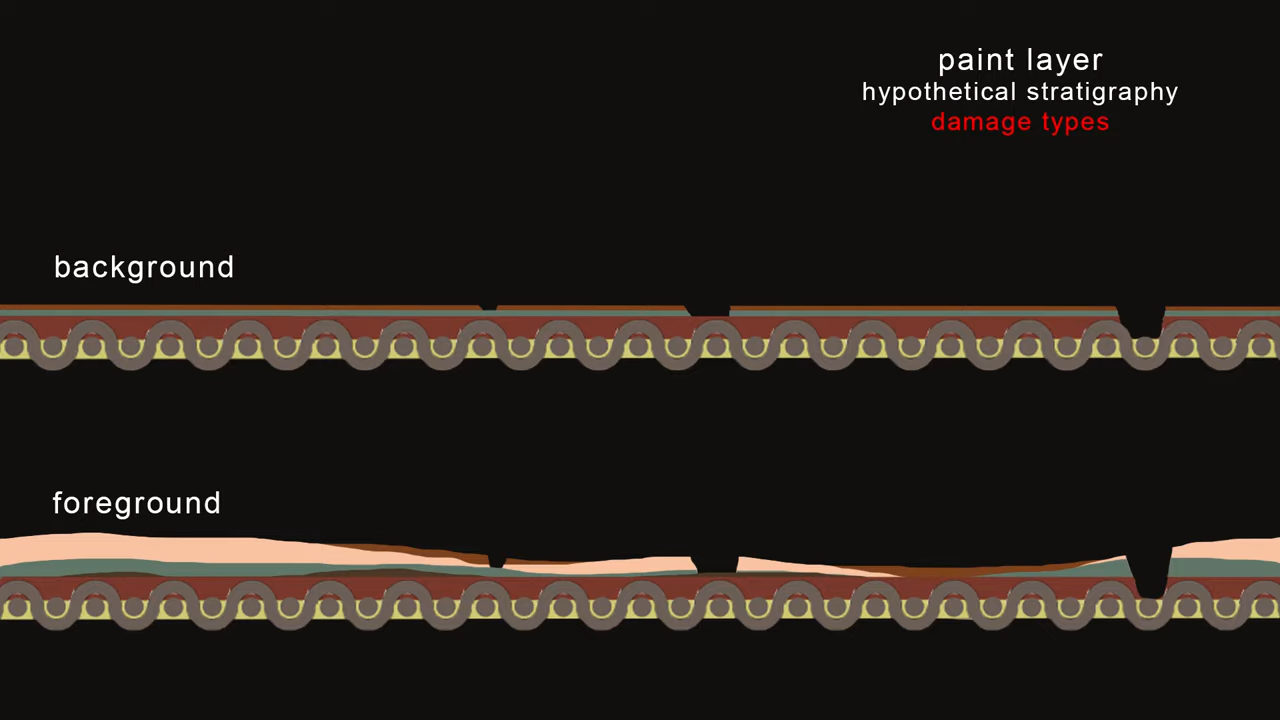 paint layer
hypothetical stratigraphy
damage types
background
foreground